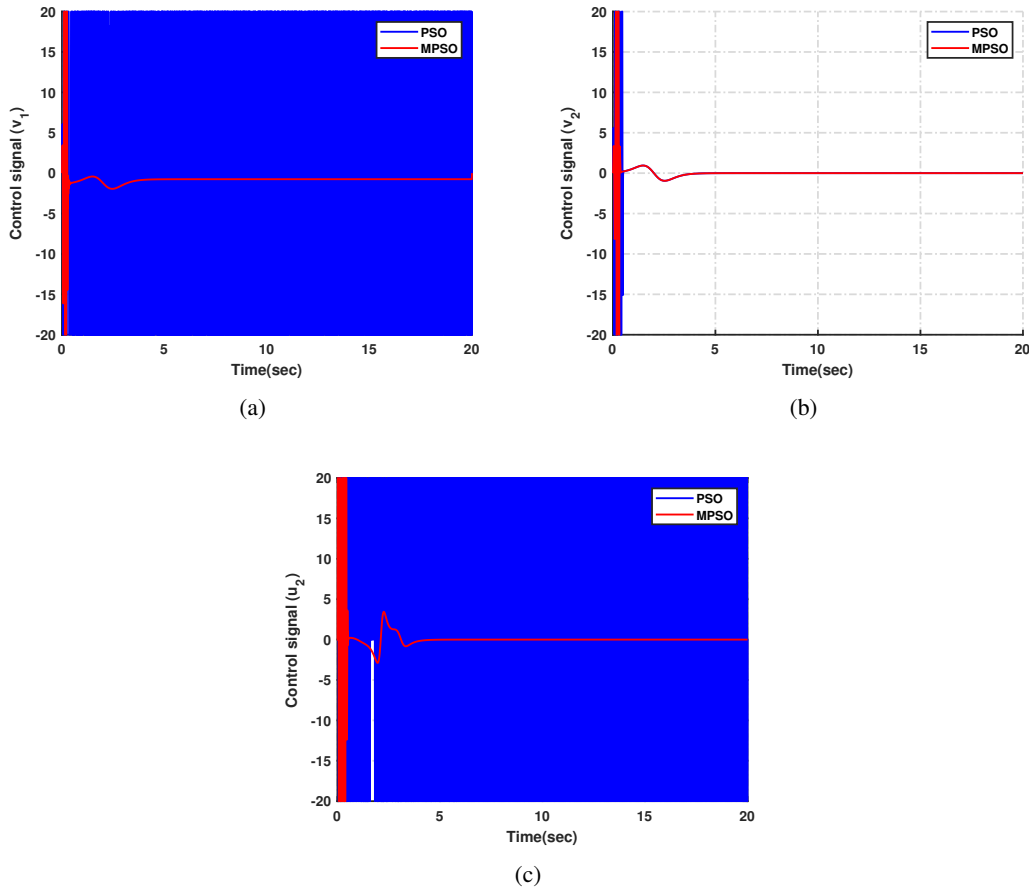 20
15
10
5
0
-5
-10
-15
-20
Control signal (v1)
PSO
MPSO
0 5 10 15 20
Time(sec)
(a)
20
15
10
5
0
-5
-10
-15
-20
Control signal (v2)
PSO
MPSO
0 5 10 15 20
Time(sec)
(b)
20
15
10
5
0
-5
-10
-15
-20
Control signal (u2)
PSO
MPSO
0 5 10 15 20
Time(sec)
(c)